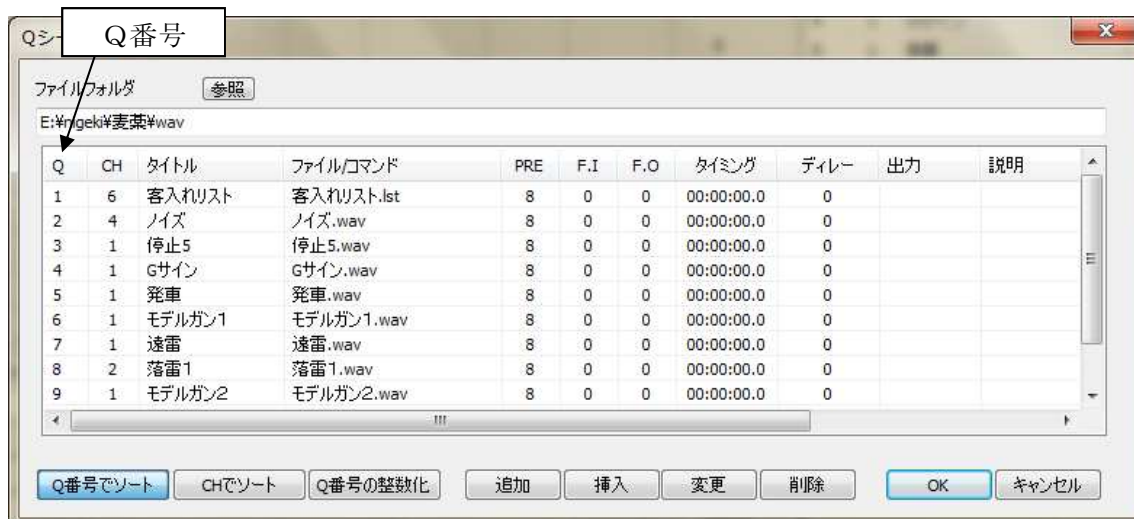 Qシー
Q番号
ファイルフォルダ 参照
E:¥nigeki¥麦藁¥wav
Q CH タイトル ファイル/コマンド PRE F.I F.O タイミング ディレー 出力 説明
1 6 客入れリスト 客入れリスト.lst 8 0 0 00:00:00.0 0
2 4 ノイズ ノイズ.wav 8 0 0 00:00:00.0 0
3 1 停止5 停止5.wav 8 0 0 00:00:00.0 0
4 1 Gサイン Gサイン.wav 8 0 0 00:00:00.0 0
5 1 発車 発車.wav 8 0 0 00:00:00.0 0
6 1 モデルガン1 モデルガン1.wav 8 0 0 00:00:00.0 0
7 1 遠雷 遠雷.wav 8 0 0 00:00:00.0 0
8 2 落雷1 落雷1.wav 8 0 0 00:00:00.0 0
9 1 モデルガン2 モデルガン2.wav 8 0 0 00:00:00.0 0
Q番号でソート CHでソート Q番号の整数化 追加 挿入 変更 削除 OK キャンセル